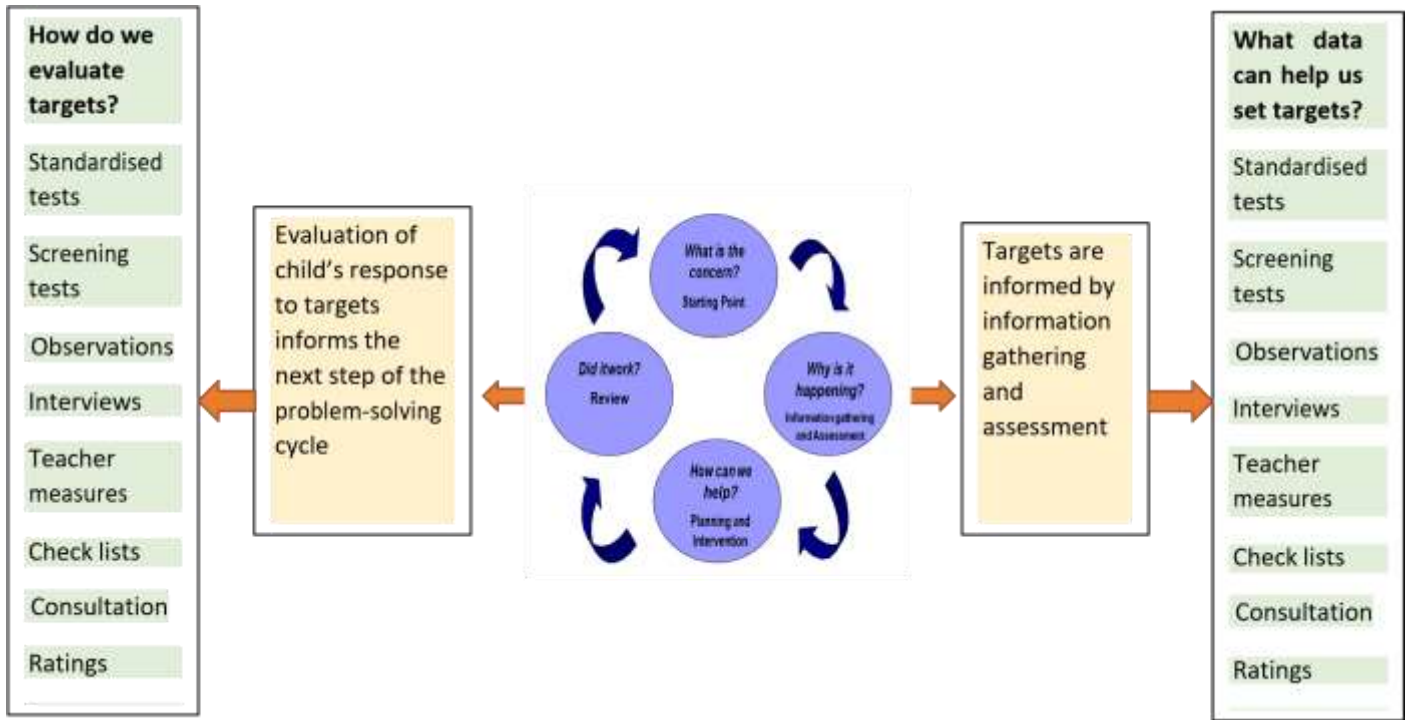 How do we
evaluate
targets?
Standardised
tests
Screening
tests
Observations
Interviews
Teacher
measures
Check lists
Consultation
Ratings
Evaluation of
child's response
to targets
informs the
next step of the
problem-solving
cycle
What is the
concern?
Starting Point
Why is it
happening?
Information gathering
and Assessment
How can we
help?
Planning and
Intervention
Did itwork?
Review
Targets are
informed by
information
gathering
and
assessment
What data
can help us
set targets?
Standardised
tests
Screening
tests
Observations
Interviews
Teacher
measures
Check lists
Consultation
Ratings